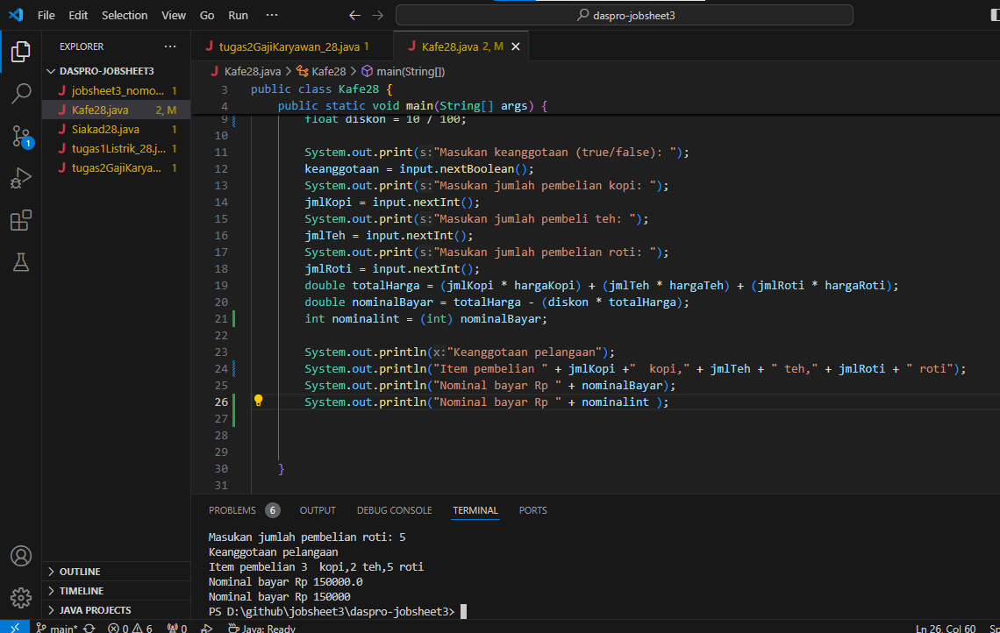 File Edit Selection View Go Run ··· daspro-jobsheet3
EXPLORER ···
DASPRO-JOBSHEET3
J jobsheet3_nomo... 1
J Kafe28.java 2, M
J Siakad28.java 1
J tugas1Listrik_28.j... 1
J tugas2GajiKarya... 1
OUTLINE
TIMELINE
JAVA PROJECTS
J tugas2GajiKaryawan_28.java 1
J Kafe28.java 2, M
J Kafe28.java > Kafe28 > main(String[])
3 public class Kafe28 {
4 public static void main(String[] args) {
9 float diskon = 10 / 100;
10
11 System.out.print(s:"Masukan keanggotaan (true/false): ");
12 keanggotaan = input.nextBoolean();
13 System.out.print(s:"Masukan jumlah pembelian kopi: ");
14 jmlKopi = input.nextInt();
15 System.out.print(s:"Masukan jumlah pembeli teh: ");
16 jmlTeh = input.nextInt();
17 System.out.print(s:"Masukan jumlah pembelian roti: ");
18 jmlRoti = input.nextInt();
19 double totalHarga = (jmlKopi * hargaKopi) + (jmlTeh * hargaTeh) + (jmlRoti * hargaRoti);
20 double nominalBayar = totalHarga - (diskon * totalHarga);
21 int nominalint = (int) nominalBayar;
22
23 System.out.println(x:"Keanggotaan pelangaan");
24 System.out.println("Item pembelian " + jmlKopi +"  kopi," + jmlTeh + " teh," + jmlRoti + " roti");
25 System.out.println("Nominal bayar Rp " + nominalBayar);
26 System.out.println("Nominal bayar Rp " + nominalint );
27
28
29
30 }
31
PROBLEMS 6 OUTPUT DEBUG CONSOLE TERMINAL PORTS
Masukan jumlah pembelian roti: 5
Keanggotaan pelangaan
Item pembelian 3  kopi,2 teh,5 roti
Nominal bayar Rp 150000.0
Nominal bayar Rp 150000
PS D:\github\jobsheet3\daspro-jobsheet3>
1
main* 0 6 0 Java: Ready Ln 26, Col 60